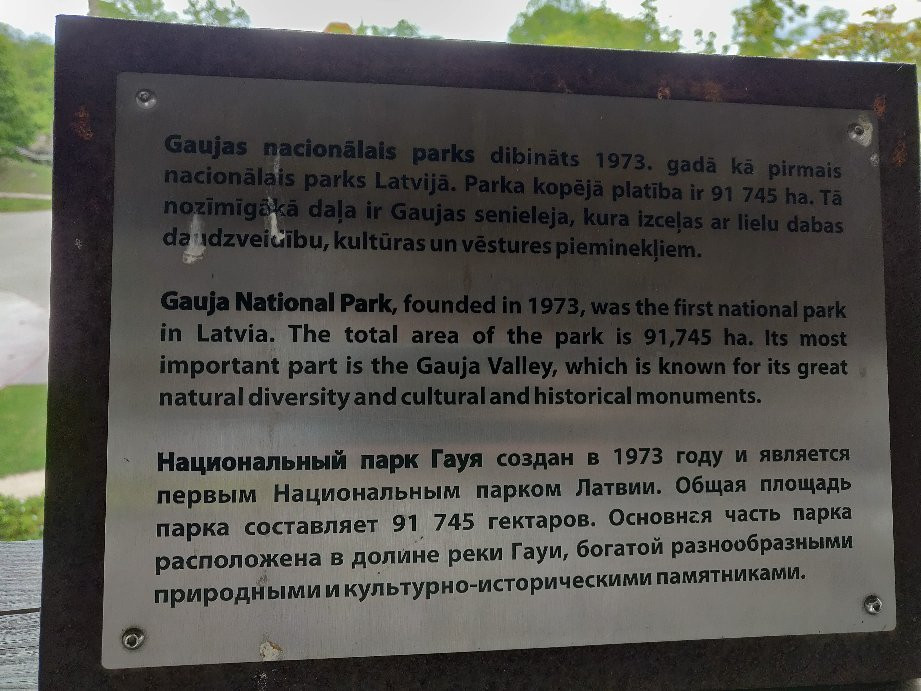 Gaujas nacionālais parks dibināts 1973. gadā kā pirmais
nacionālais parks Latvijā. Parka kopējā platība ir 91 745 ha. Tā
nozīmīgākā daļa ir Gaujas senieleja, kura izceļas ar lielu dabas
daudzveidību, kultūras un vēstures pieminekļiem.
Gauja National Park, founded in 1973, was the first national park
in Latvia. The total area of the park is 91,745 ha. Its most
important part is the Gauja Valley, which is known for its great
natural diversity and cultural and historical monuments.
Национальный парк Гауя создан в 1973 году и является
первым Национальным парком Латвии. Общая площадь
парка составляет 91 745 гектаров. Основная часть парка
расположена в долине реки Гауи, богатой разнообразными
природными и культурно-историческими памятниками.